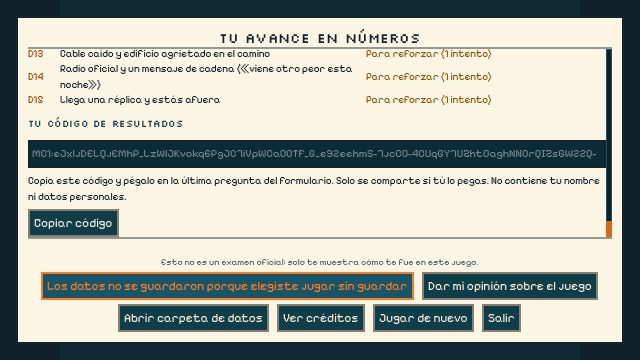 TU AVANCE EN NÚMEROS
D13 Cable caído y edificio agrietado en el camino Para reforzar (1 intento)
D14 Radio oficial y un mensaje de cadena («viene otro peor esta noche») Para reforzar (1 intento)
D15 Llega una réplica y estás afuera Para reforzar (1 intento)
TU CÓDIGO DE RESULTADOS
Copia este código y pégalo en la última pregunta del formulario. Solo se comparte si tú lo pegas. No contiene tu nombre
ni datos personales.
Copiar código
Esto no es un examen oficial: solo te muestra cómo te fue en este juego.
Los datos no se guardaron porque elegiste jugar sin guardar Dar mi opinión sobre el juego
Abrir carpeta de datos Ver créditos Jugar de nuevo Salir